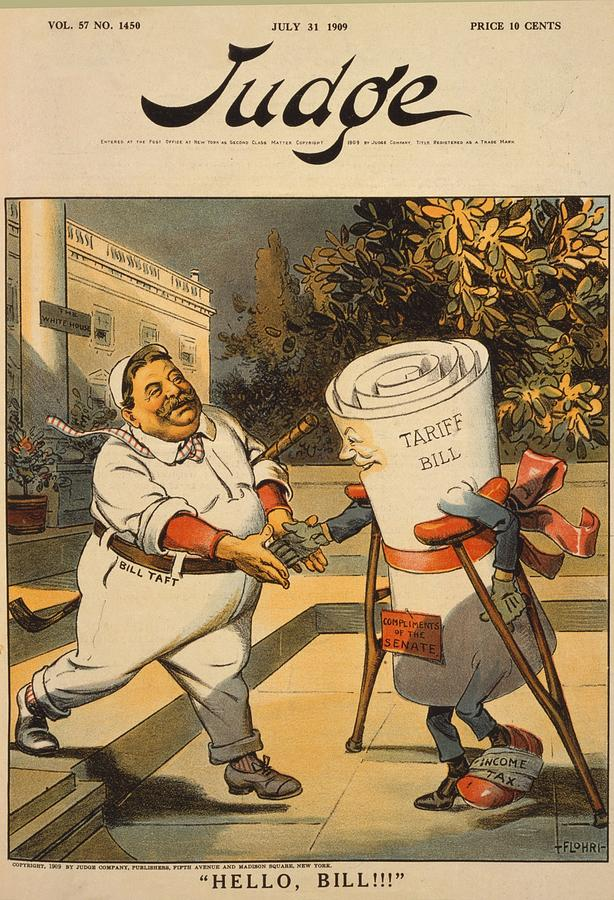 VOL. 57 NO. 1450 JULY 31 1909 PRICE 10 CENTS
Judge
ENTERED AT THE POST OFFICE AT NEW YORK AS SECOND CLASS MATTER COPYRIGHT 1909 BY JUDGE COMPANY. TITLE REGISTERED AS A TRADE MARK
THE
WHITE HOUSE
TARIFF
BILL
BILL TAFT
COMPLIMENTS
OF THE
SENATE
INCOME
TAX
FLOHRI
COPYRIGHT, 1909 BY JUDGE COMPANY, PUBLISHERS, FIFTH AVENUE AND MADISON SQUARE, NEW YORK.
"HELLO, BILL!!!"